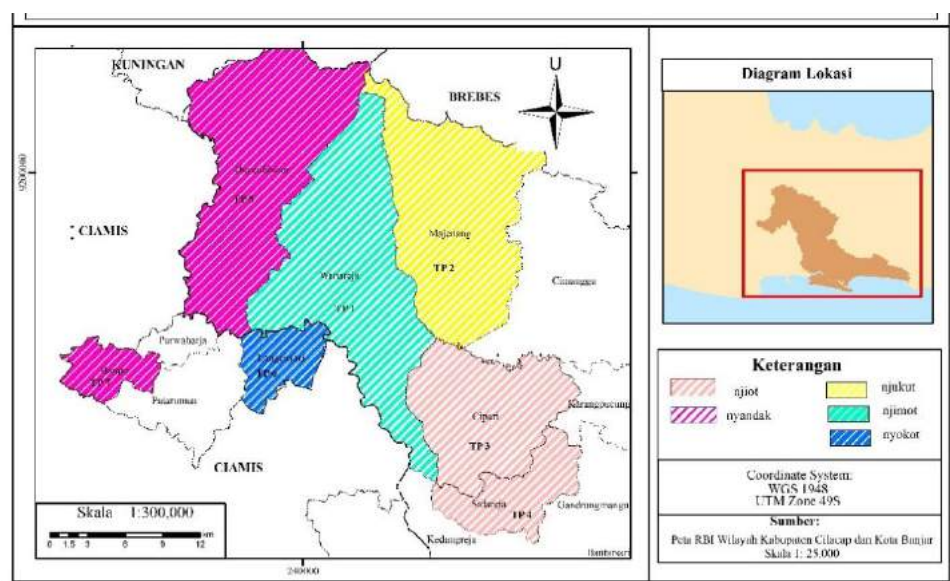 KUNINGAN
BREBES
U
9200000
CIAMIS
TP 5
Majenang
TP 2
Wanareja
TP 1
Cimanggu
Purwaharja
TP 6
Banjar
TP 7
Pataruman
CIAMIS
Cipari
TP 3
Karangpucung
Sidareja
TP 4
Gandrungmangu
Kedungreja
Bantarsari
Skala 1:300,000
0 1.5 3 6 9 12
km
240000
Diagram Lokasi
Keterangan
njiot
njukut
nyandak
njimot
nyokot
Coordinate System:
WGS 1948
UTM Zone 49S
Sumber:
Peta RBI Wilayah Kabupaten Cilacap dan Kota Banjar
Skala 1: 25.000